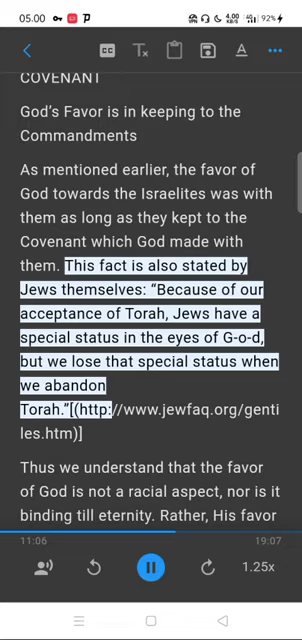 05.00
4.00
KB/S
4G
92%
CC
COVENANT
God’s Favor is in keeping to the
Commandments
As mentioned earlier, the favor of
God towards the Israelites was with
them as long as they kept to the
Covenant which God made with
them. This fact is also stated by
Jews themselves: “Because of our
acceptance of Torah, Jews have a
special status in the eyes of G-o-d,
but we lose that special status when
we abandon
Torah.”[(http://www.jewfaq.org/genti
les.htm)]
Thus we understand that the favor
of God is not a racial aspect, nor is it
binding till eternity. Rather, His favor
11:06
19:07
1.25x